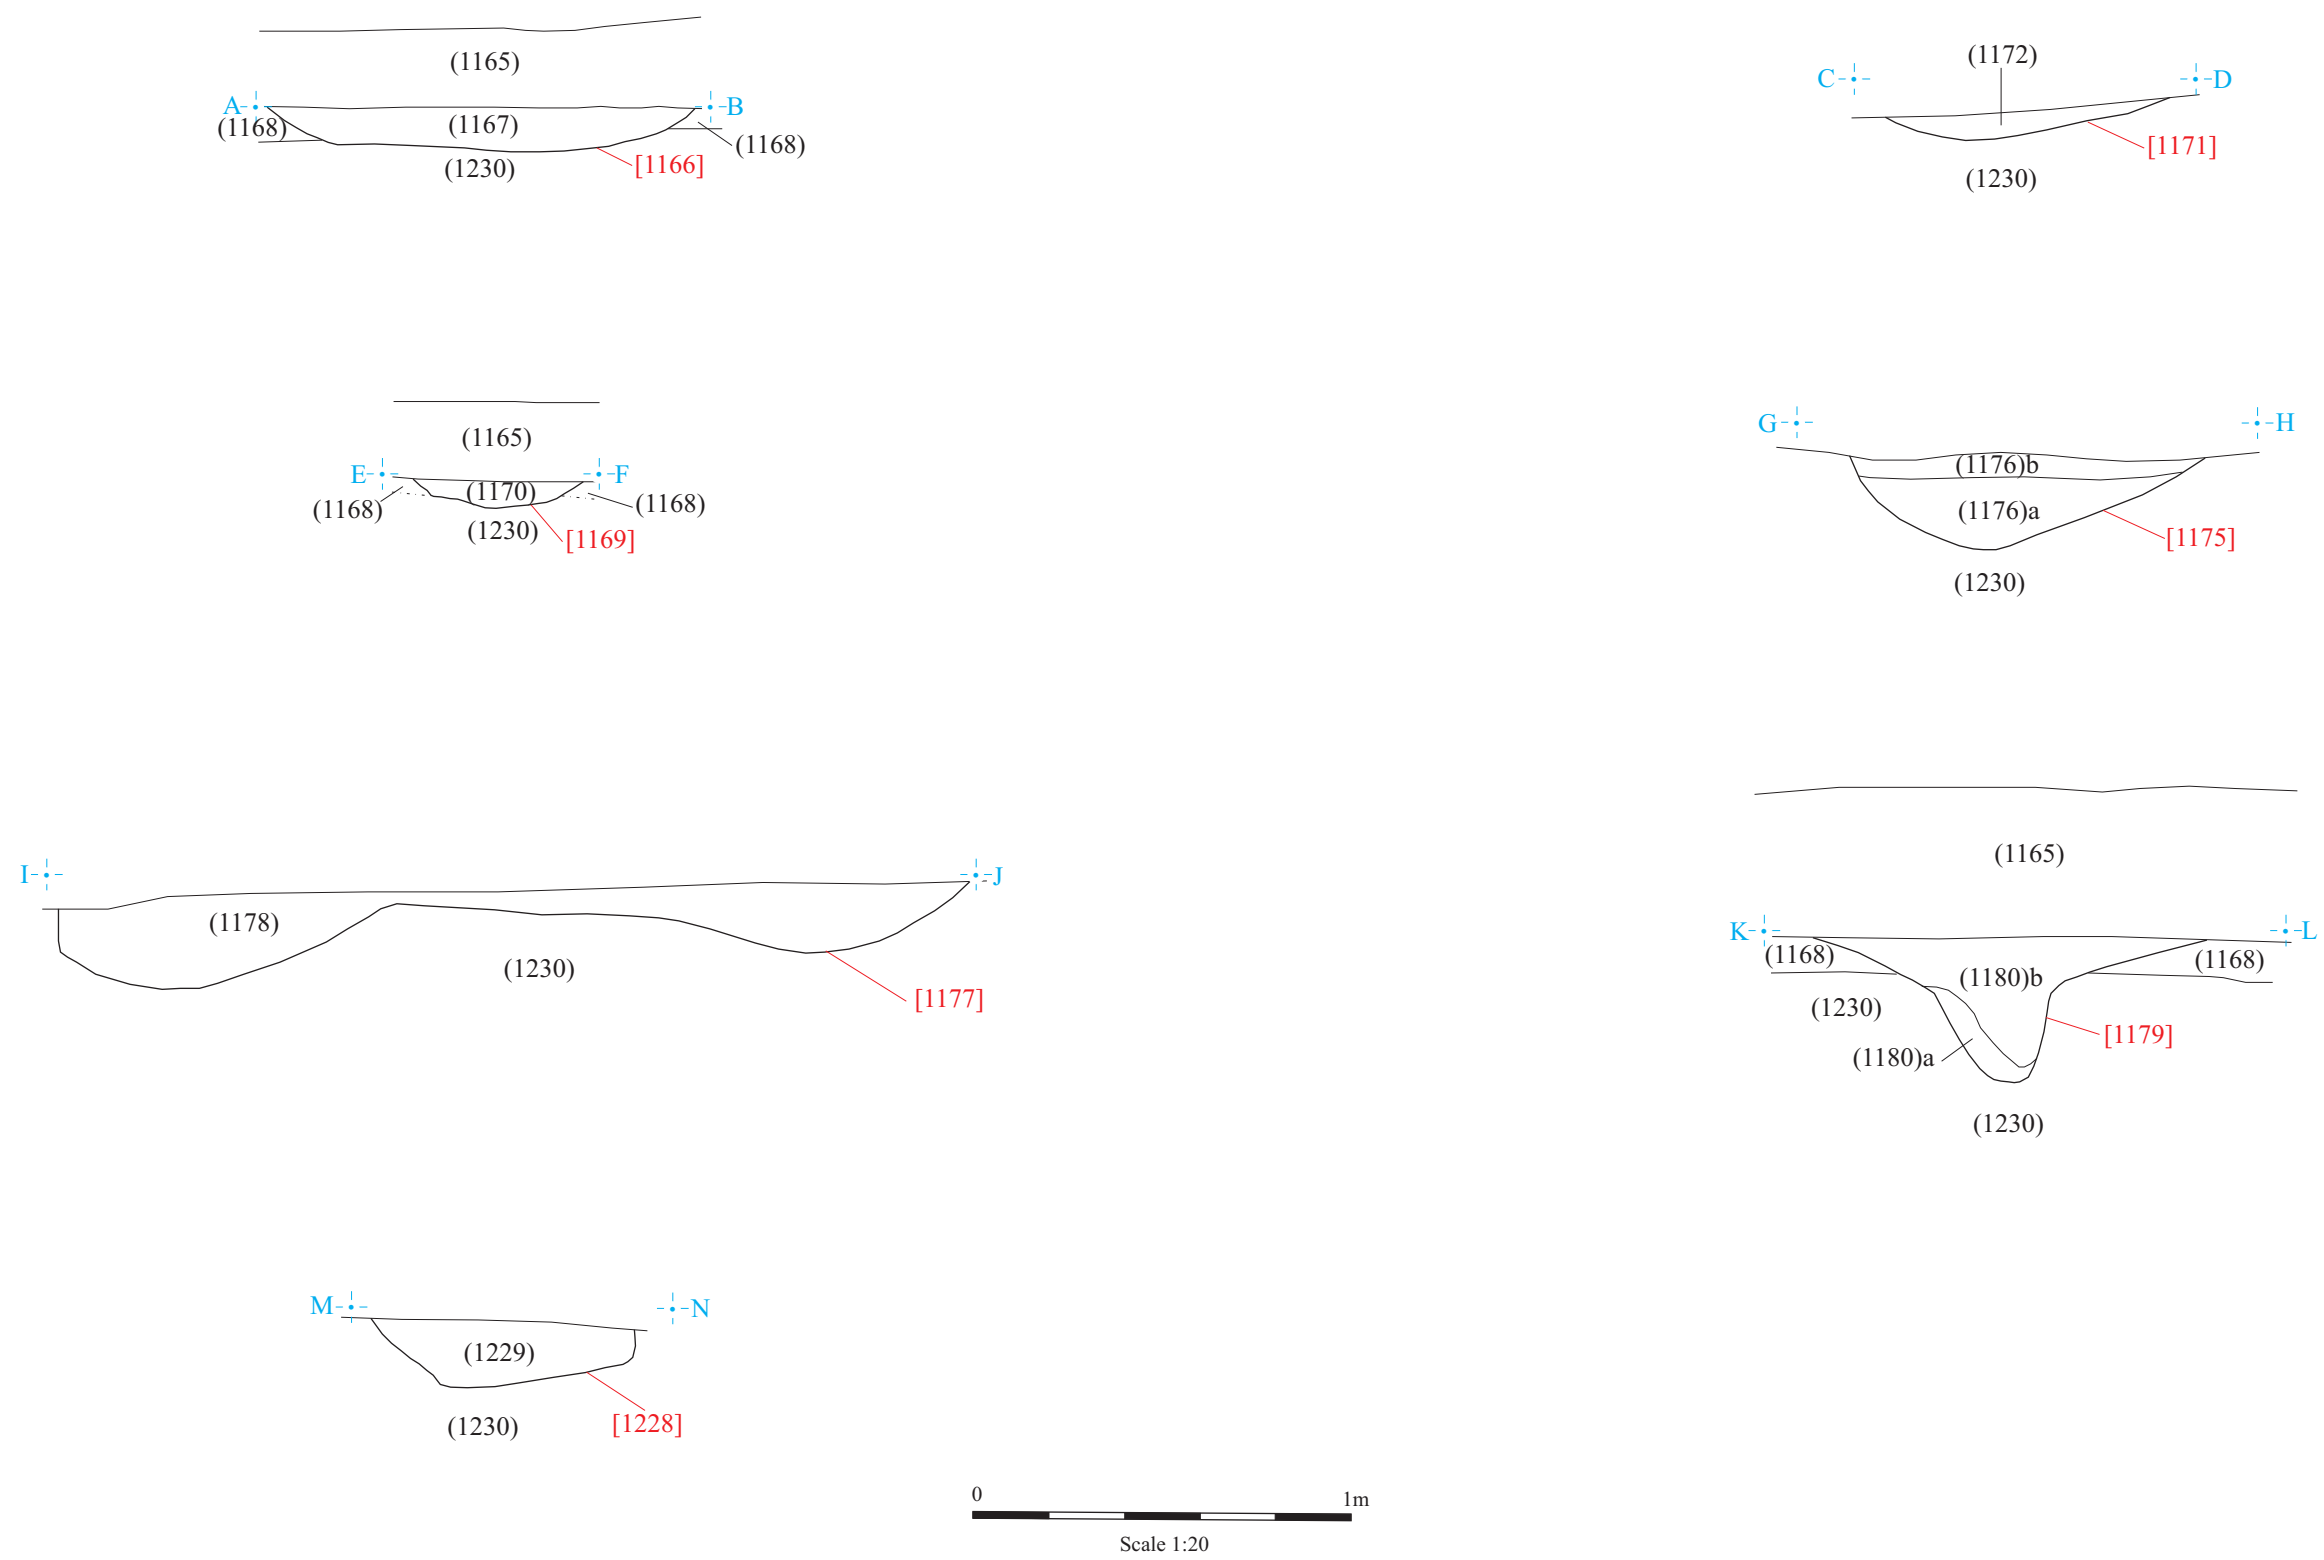 (1165)
A
B
(1168)
(1167)
(1168)
(1230)
[1166]
(1172)
C
D
[1171]
(1230)
(1165)
E
F
(1170)
(1168)
(1168)
(1230)
[1169]
G
H
(1176)b
(1176)a
[1175]
(1230)
I
J
(1178)
(1230)
[1177]
(1165)
K
L
(1168)
(1168)
(1180)b
(1230)
[1179]
(1180)a
(1230)
M
N
(1229)
(1230)
[1228]
0 1m
Scale 1:20